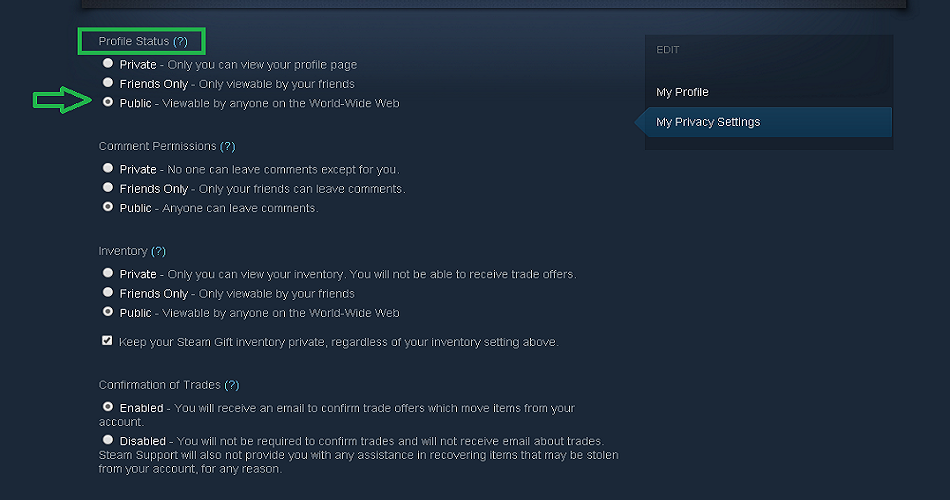 Profile Status (?)
Private - Only you can view your profile page
Friends Only - Only viewable by your friends
Public - Viewable by anyone on the World-Wide Web
Comment Permissions (?)
Private - No one can leave comments except for you.
Friends Only - Only your friends can leave comments.
Public - Anyone can leave comments.
Inventory (?)
Private - Only you can view your inventory. You will not be able to receive trade offers.
Friends Only - Only viewable by your friends
Public - Viewable by anyone on the World-Wide Web
Keep your Steam Gift inventory private, regardless of your inventory setting above.
Confirmation of Trades (?)
Enabled - You will receive an email to confirm trade offers which move items from your
account.
Disabled - You will not be required to confirm trades and will not receive email about trades.
Steam Support will also not provide you with any assistance in recovering items that may be stolen
from your account, for any reason.
EDIT
My Profile
My Privacy Settings